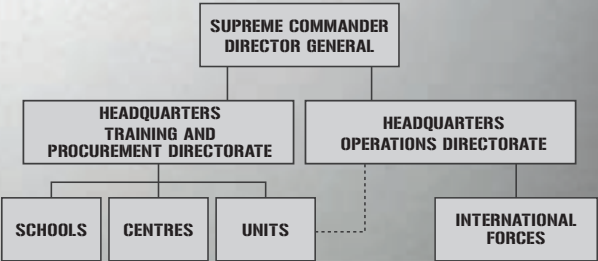 SUPREME COMMANDER
DIRECTOR GENERAL
HEADQUARTERS
TRAINING AND
PROCUREMENT DIRECTORATE
HEADQUARTERS
OPERATIONS DIRECTORATE
SCHOOLS
CENTRES
UNITS
INTERNATIONAL
FORCES